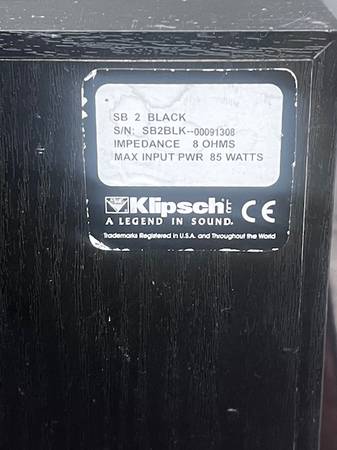 SB 2 BLACK
S/N: SB2BLK--00091308
IMPEDANCE 8 OHMS
MAX INPUT PWR 85 WATTS
Klipsch
A LEGEND IN SOUND.
CE
Trademarks Registered in U.S.A. and Throughout the World